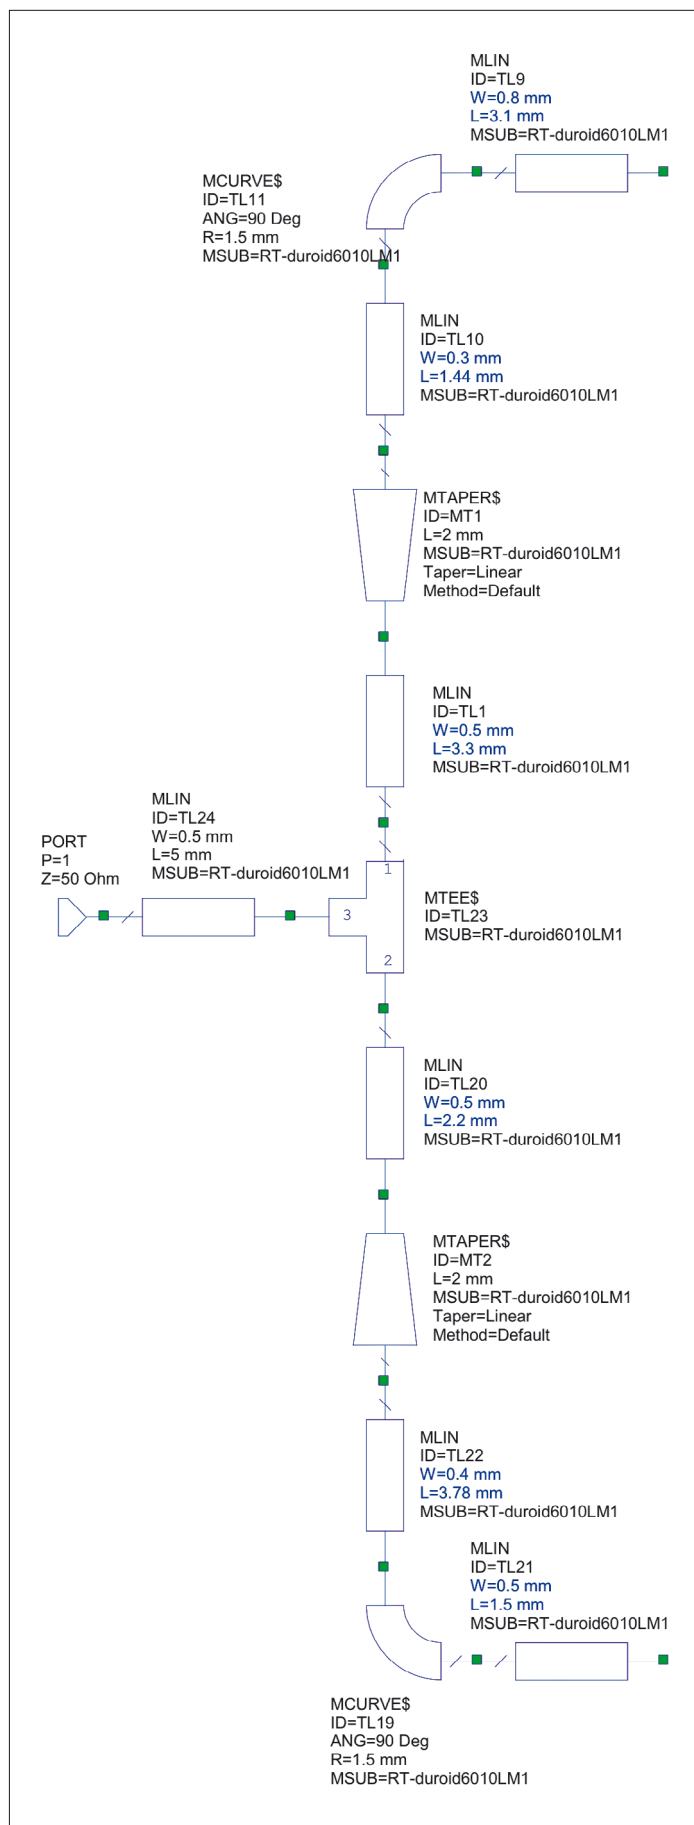 MLIN
ID=TL9
W=0.8 mm
L=3.1 mm
MSUB=RT-duroid6010LM1
MCURVE$
ID=TL11
ANG=90 Deg
R=1.5 mm
MSUB=RT-duroid6010LM1
MLIN
ID=TL10
W=0.3 mm
L=1.44 mm
MSUB=RT-duroid6010LM1
MTAPER$
ID=MT1
L=2 mm
MSUB=RT-duroid6010LM1
Taper=Linear
Method=Default
MLIN
ID=TL1
W=0.5 mm
L=3.3 mm
MSUB=RT-duroid6010LM1
PORT
P=1
Z=50 Ohm
MLIN
ID=TL24
W=0.5 mm
L=5 mm
MSUB=RT-duroid6010LM1
1
3
2
MTEE$
ID=TL23
MSUB=RT-duroid6010LM1
MLIN
ID=TL20
W=0.5 mm
L=2.2 mm
MSUB=RT-duroid6010LM1
MTAPER$
ID=MT2
L=2 mm
MSUB=RT-duroid6010LM1
Taper=Linear
Method=Default
MLIN
ID=TL22
W=0.4 mm
L=3.78 mm
MSUB=RT-duroid6010LM1
MLIN
ID=TL21
W=0.5 mm
L=1.5 mm
MSUB=RT-duroid6010LM1
MCURVE$
ID=TL19
ANG=90 Deg
R=1.5 mm
MSUB=RT-duroid6010LM1